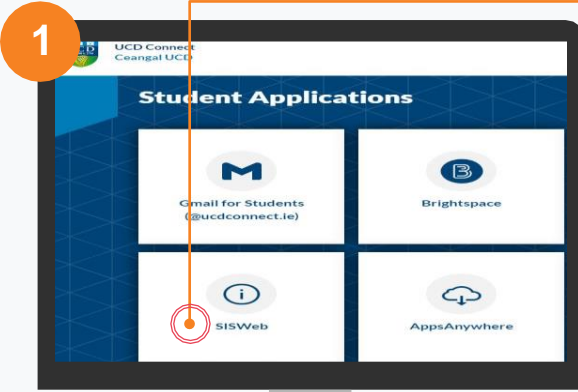 1
UCD Connect
Ceangal UCD
Student Applications
Gmail for Students
(@ucdconnect.ie)
Brightspace
SISWeb
AppsAnywhere